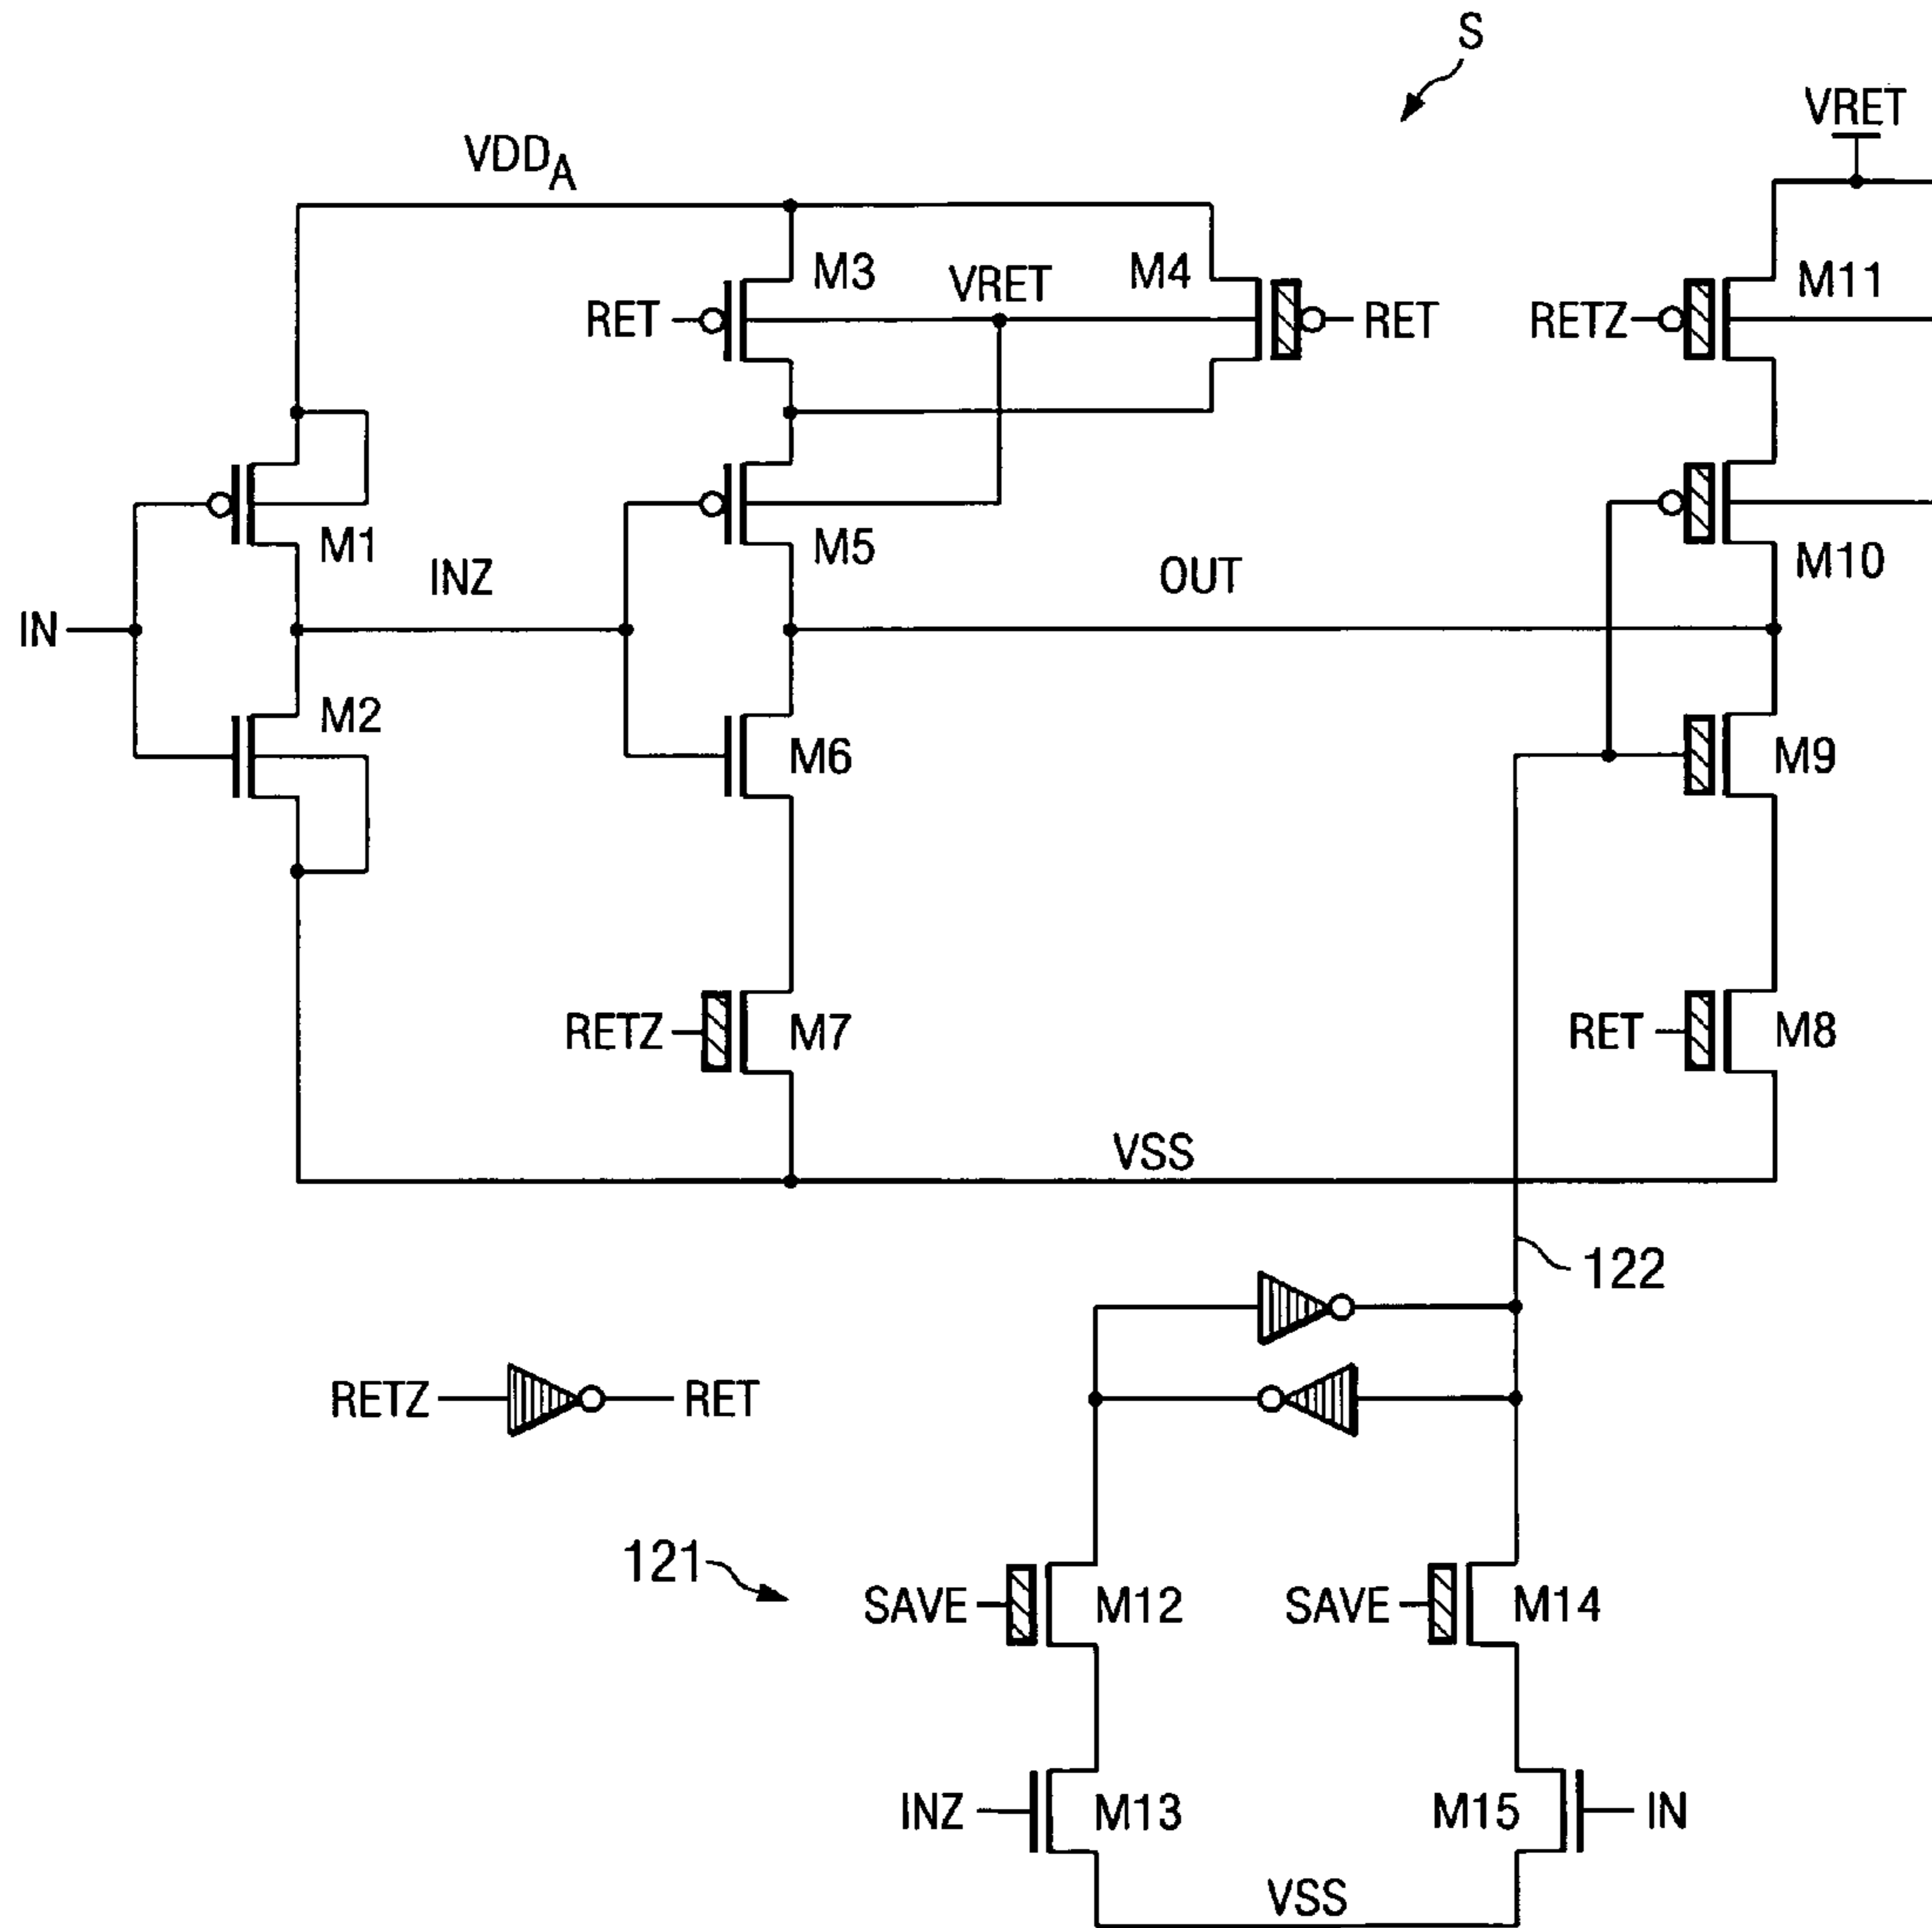 S
VRET
VDDA
M3
VRET
M4
M11
RET
RET
RETZ
M1
M5
M10
INZ
OUT
IN
M2
M6
M9
RETZ
M7
RET
M8
VSS
122
RETZ
RET
121
SAVE
M12
SAVE
M14
INZ
M13
M15
IN
VSS